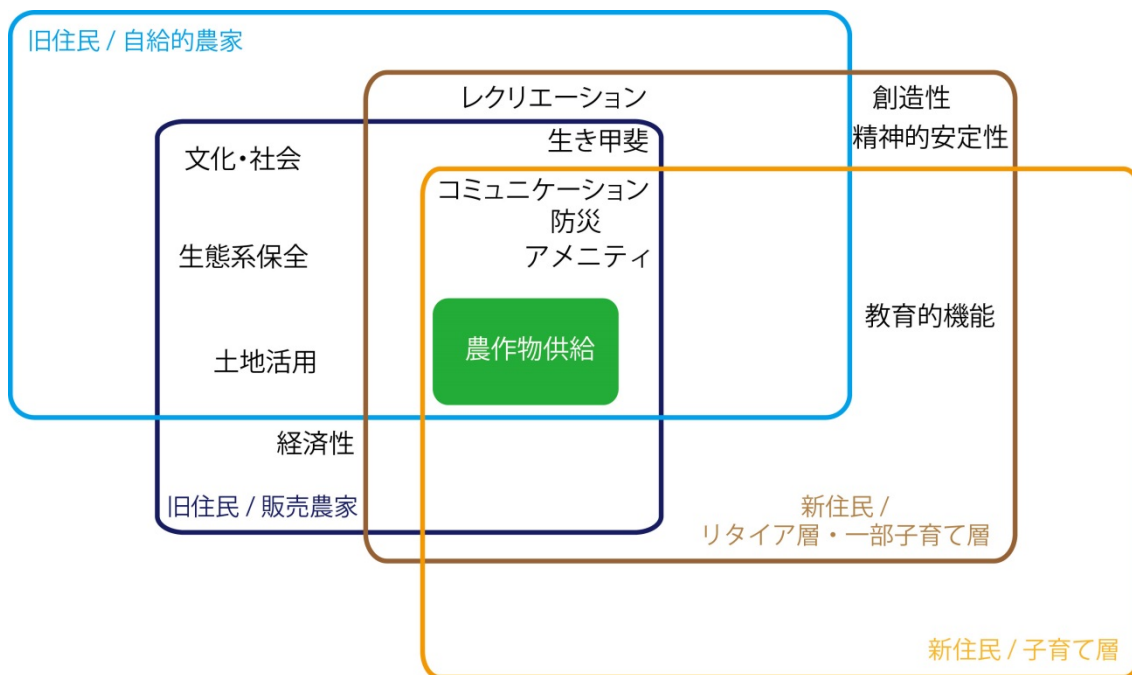 旧住民 / 自給的農家
レクリエーション
創造性
生き甲斐
精神的安定性
文化・社会
コミュニケーション
防災
生態系保全
アメニティ
教育的機能
農作物供給
土地活用
経済性
旧住民 / 販売農家
新住民 /
リタイア層・一部子育て層
新住民 / 子育て層